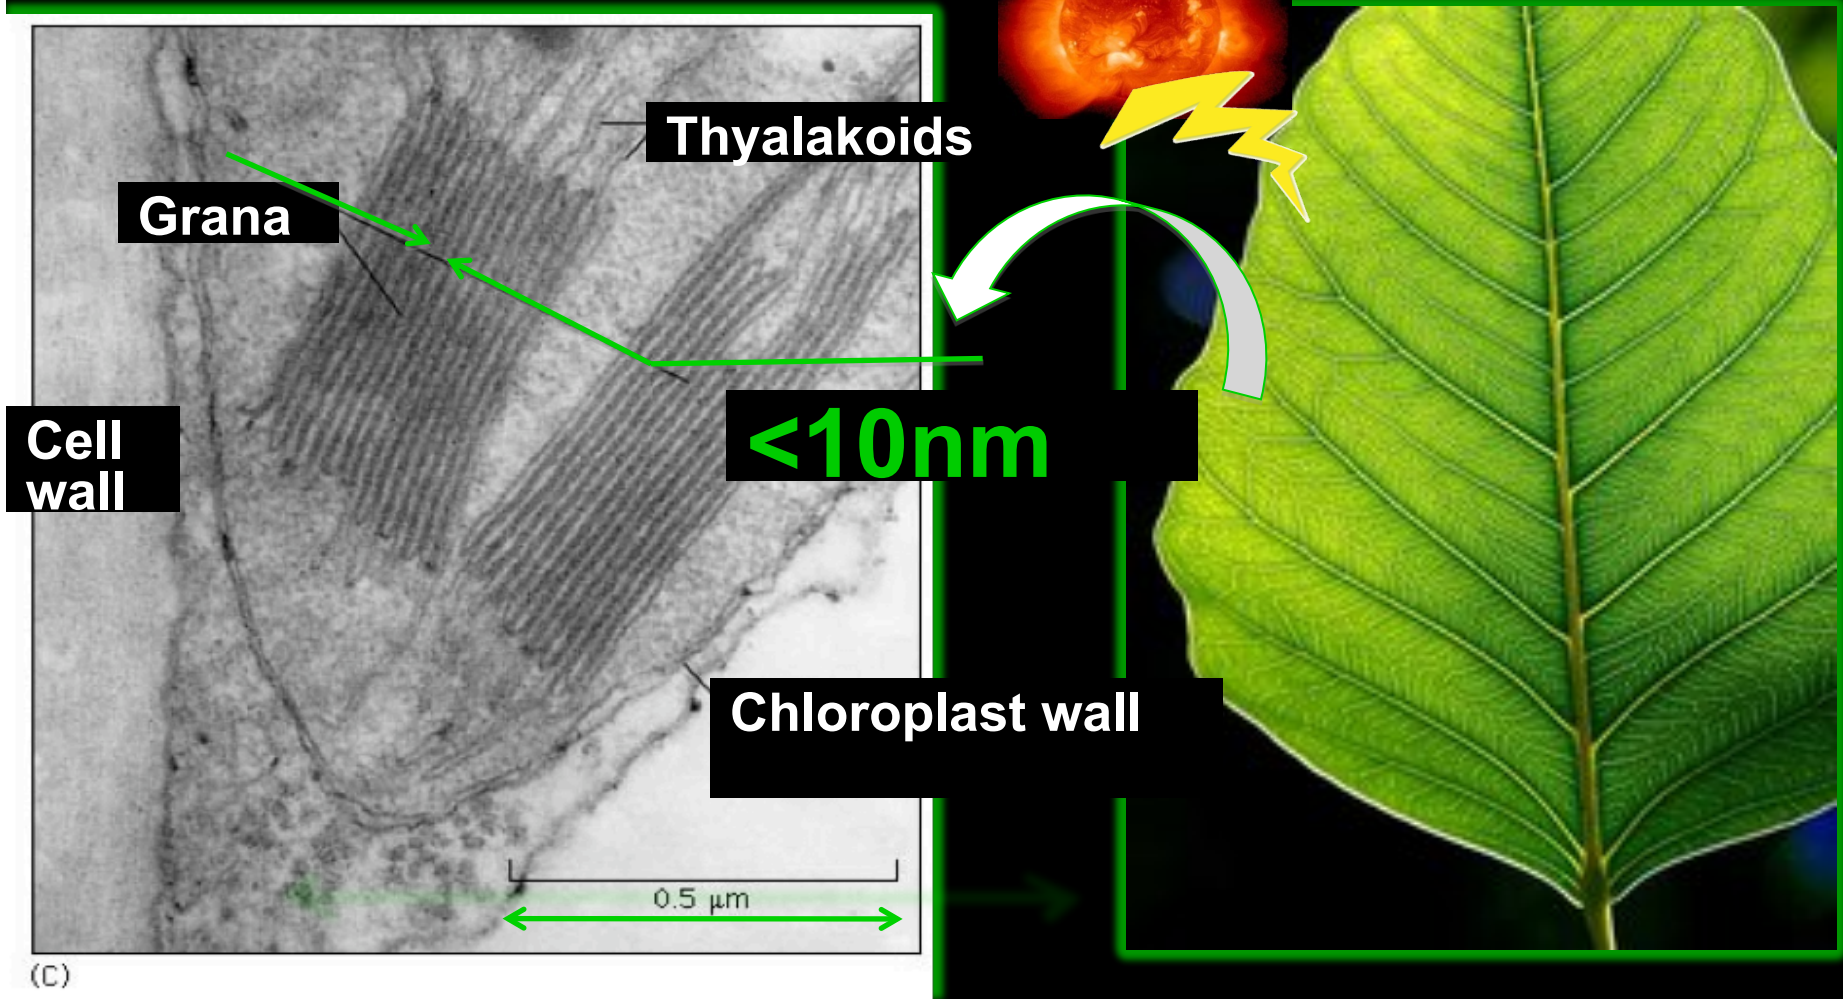 Thyalakoids
Grana
Cell
wall
<10nm
Chloroplast wall
0.5 μm
(C)